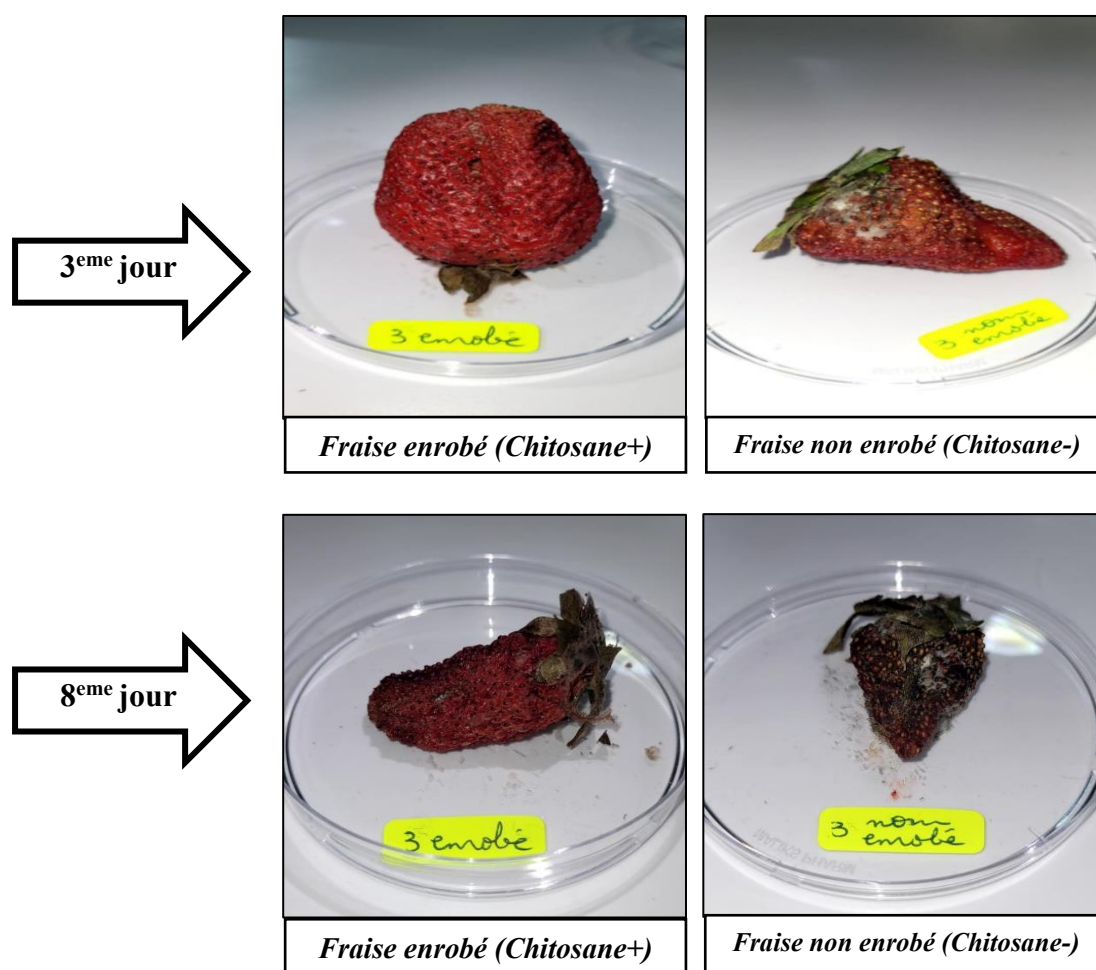 3eme jour
3 enrobé
3 non
enrobé
Fraise enrobé (Chitosane+)
Fraise non enrobé (Chitosane-)
8eme jour
3 enrobé
3 non
enrobé
Fraise enrobé (Chitosane+)
Fraise non enrobé (Chitosane-)